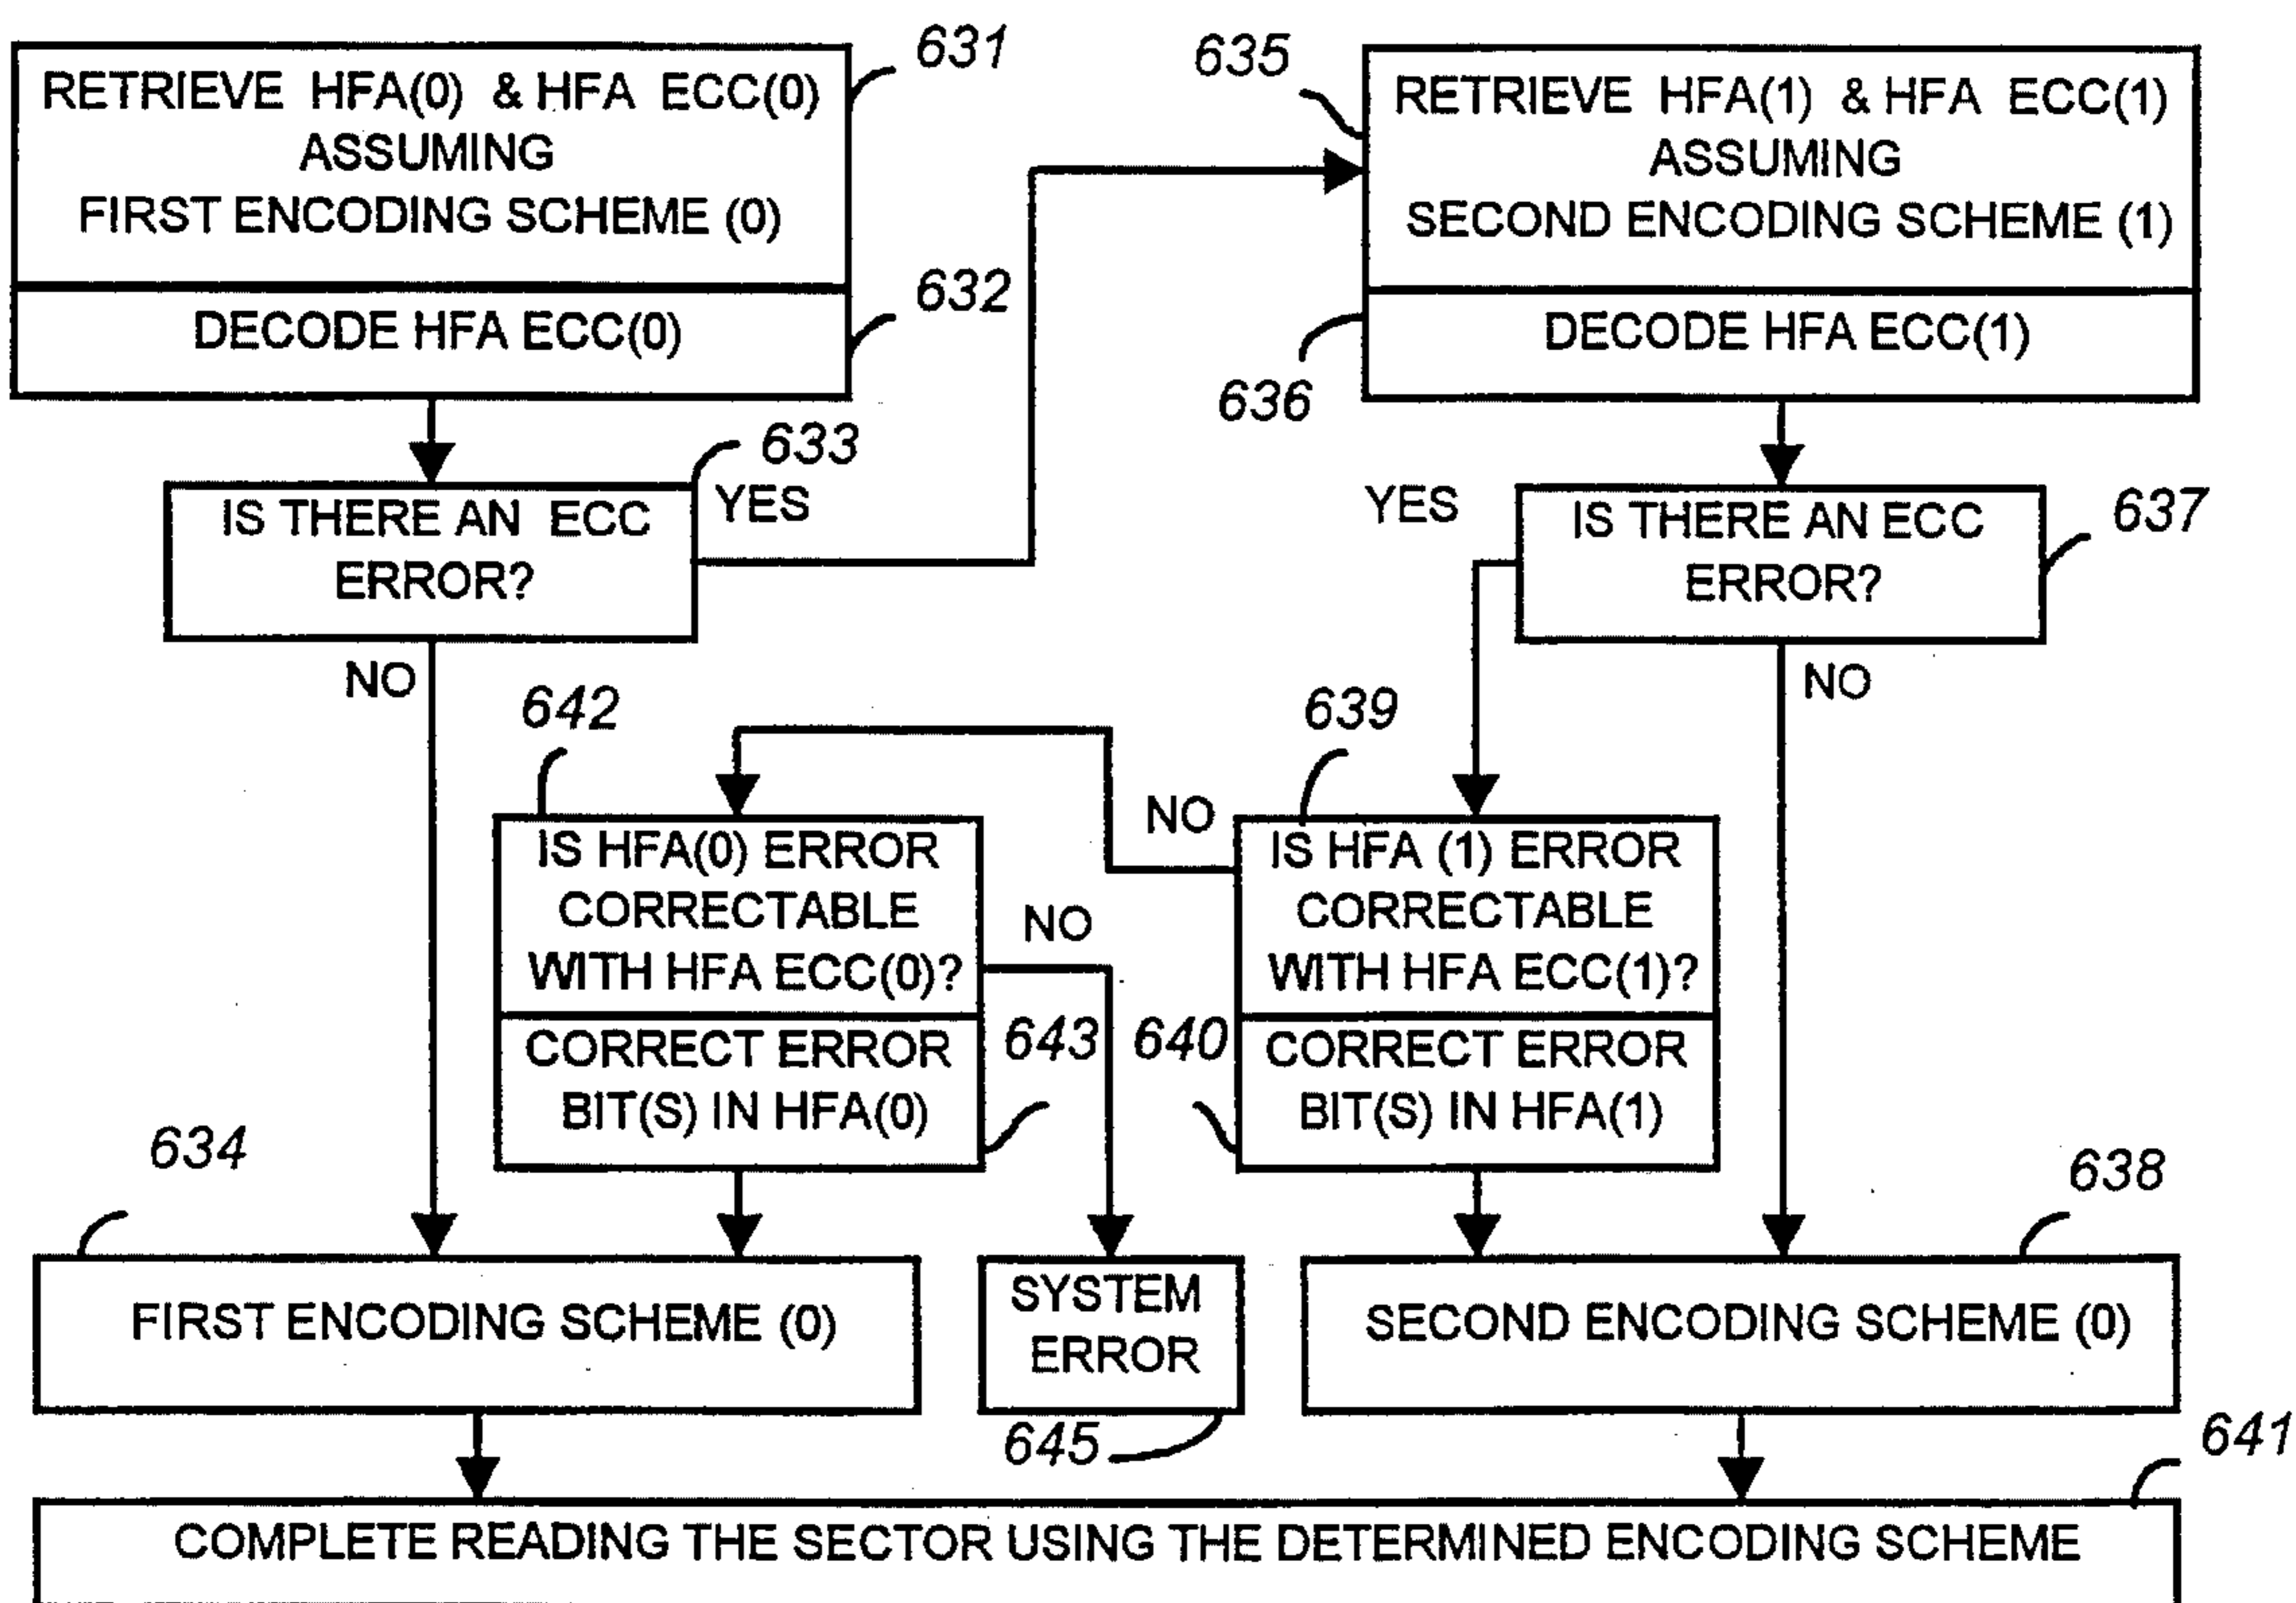 631
RETRIEVE HFA(0) & HFA ECC(0)
ASSUMING
FIRST ENCODING SCHEME (0)
632
DECODE HFA ECC(0)
635
RETRIEVE HFA(1) & HFA ECC(1)
ASSUMING
SECOND ENCODING SCHEME (1)
636
DECODE HFA ECC(1)
633
IS THERE AN ECC
ERROR?
YES
NO
637
IS THERE AN ECC
ERROR?
YES
NO
642
IS HFA(0) ERROR
CORRECTABLE
WITH HFA ECC(0)?
NO
CORRECT ERROR
BIT(S) IN HFA(0)
643
639
NO
IS HFA (1) ERROR
CORRECTABLE
WITH HFA ECC(1)?
640
CORRECT ERROR
BIT(S) IN HFA(1)
634
FIRST ENCODING SCHEME (0)
SYSTEM
ERROR
645
638
SECOND ENCODING SCHEME (0)
641
COMPLETE READING THE SECTOR USING THE DETERMINED ENCODING SCHEME